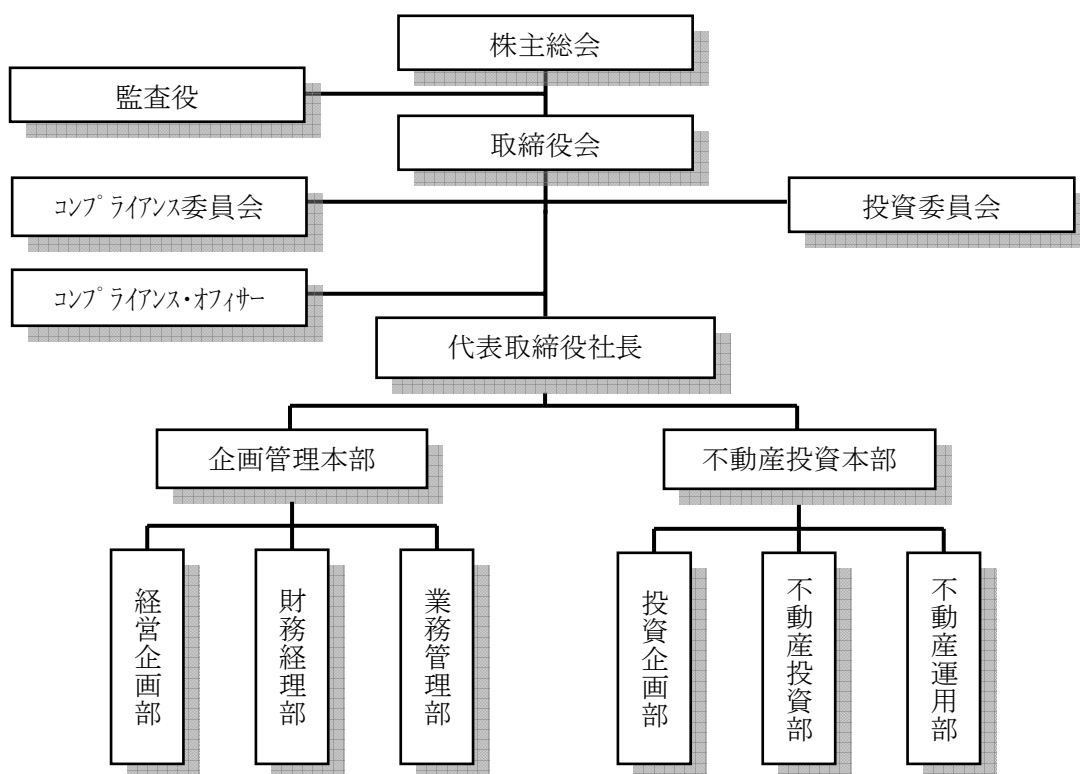 株主総会
監査役
取締役会
ｺﾝﾌﾟﾗｲｱﾝｽ委員会
投資委員会
ｺﾝﾌﾟﾗｲｱﾝｽ・ｵﾌｨｻｰ
代表取締役社長
企画管理本部
不動産投資本部
経営企画部
財務経理部
業務管理部
投資企画部
不動産投資部
不動産運用部